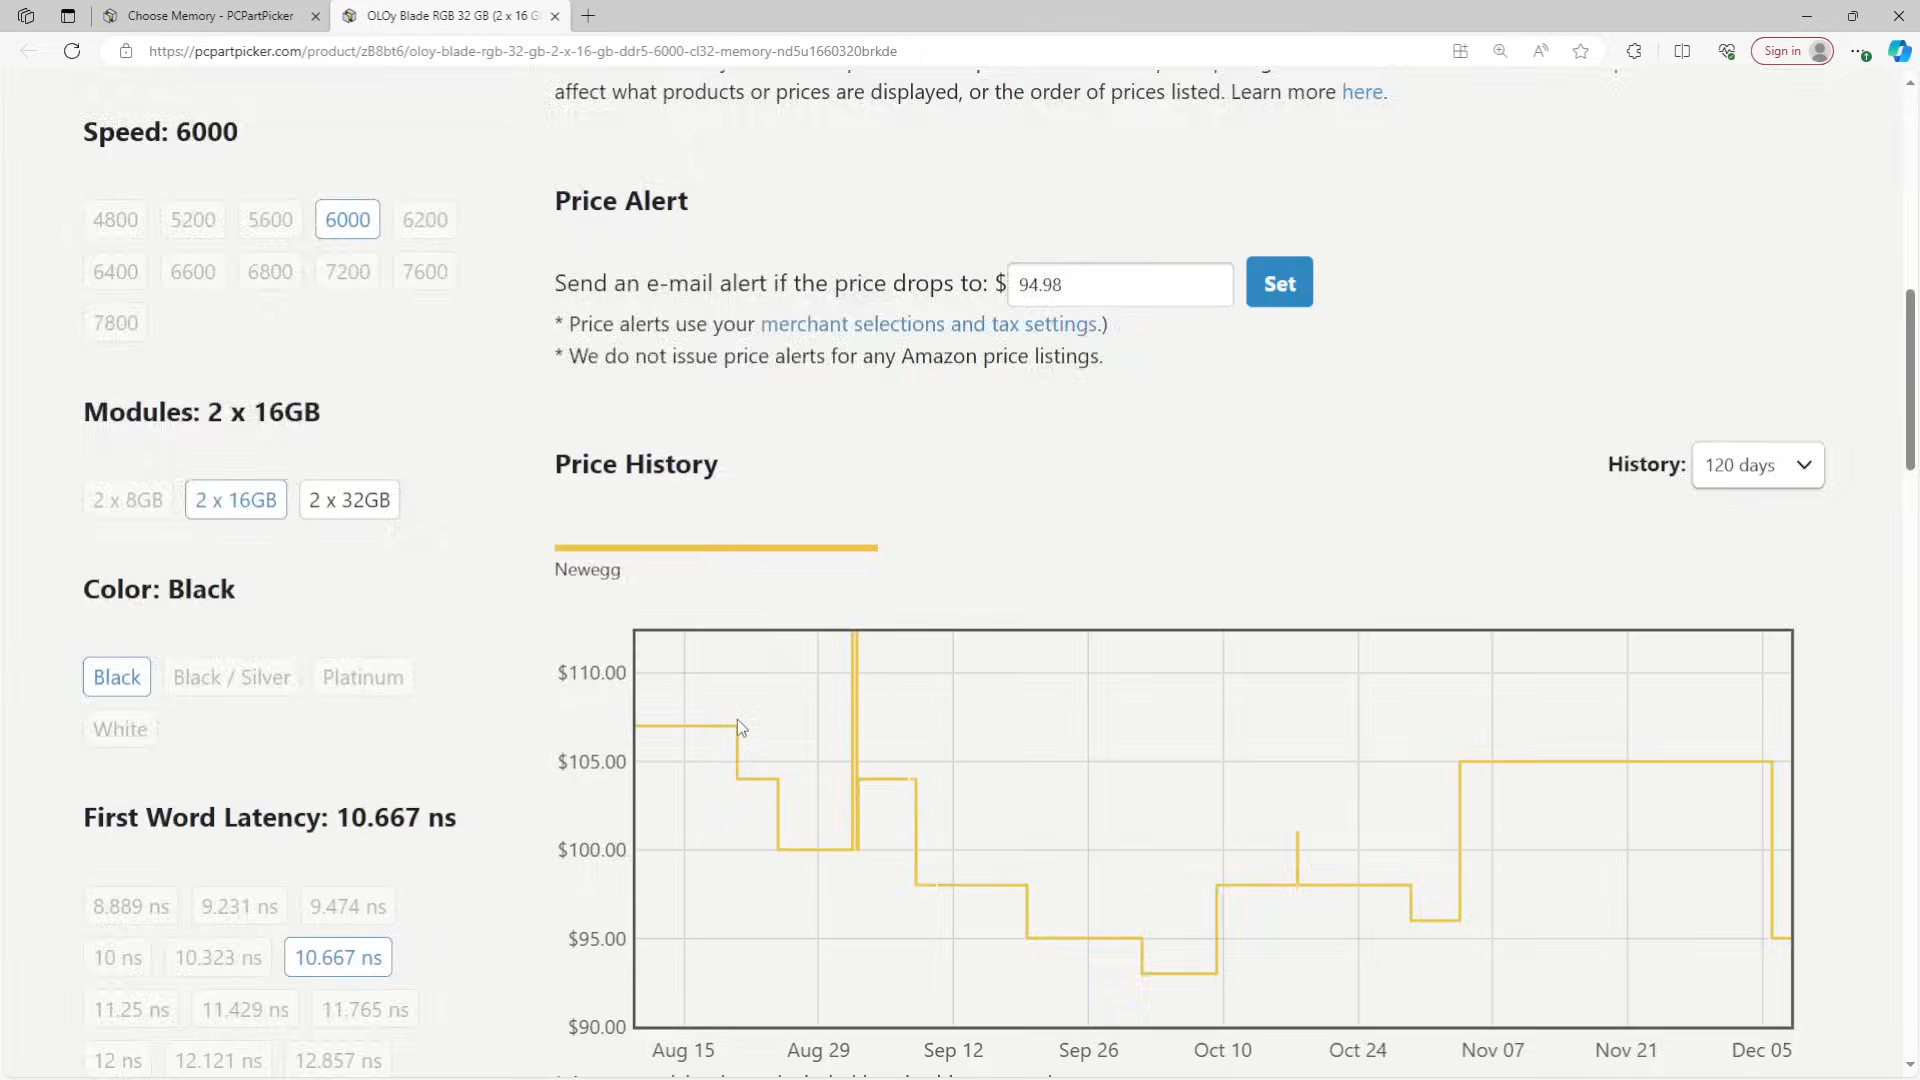 Choose Memory - PCPartPicker
OLOy Blade RGB 32 GB (2 x 16 G
https://pcpartpicker.com/product/zB8bt6/oloy-blade-rgb-32-gb-2-x-16-gb-ddr5-6000-cl32-memory-nd5u1660320brkde
Sign in
affect what products or prices are displayed, or the order of prices listed. Learn more here.
Speed: 6000
4800 5200 5600 6000 6200
6400 6600 6800 7200 7600
7800
Modules: 2 x 16GB
2 x 8GB 2 x 16GB 2 x 32GB
Color: Black
Black Black / Silver Platinum
White
First Word Latency: 10.667 ns
8.889 ns 9.231 ns 9.474 ns
10 ns 10.323 ns 10.667 ns
11.25 ns 11.429 ns 11.765 ns
12 ns 12.121 ns 12.857 ns
Price Alert
Send an e-mail alert if the price drops to: $ 94.98 Set
* Price alerts use your merchant selections and tax settings.)
* We do not issue price alerts for any Amazon price listings.
Price History
History: 120 days
Newegg
$110.00
$105.00
$100.00
$95.00
$90.00
Aug 15 Aug 29 Sep 12 Sep 26 Oct 10 Oct 24 Nov 07 Nov 21 Dec 05